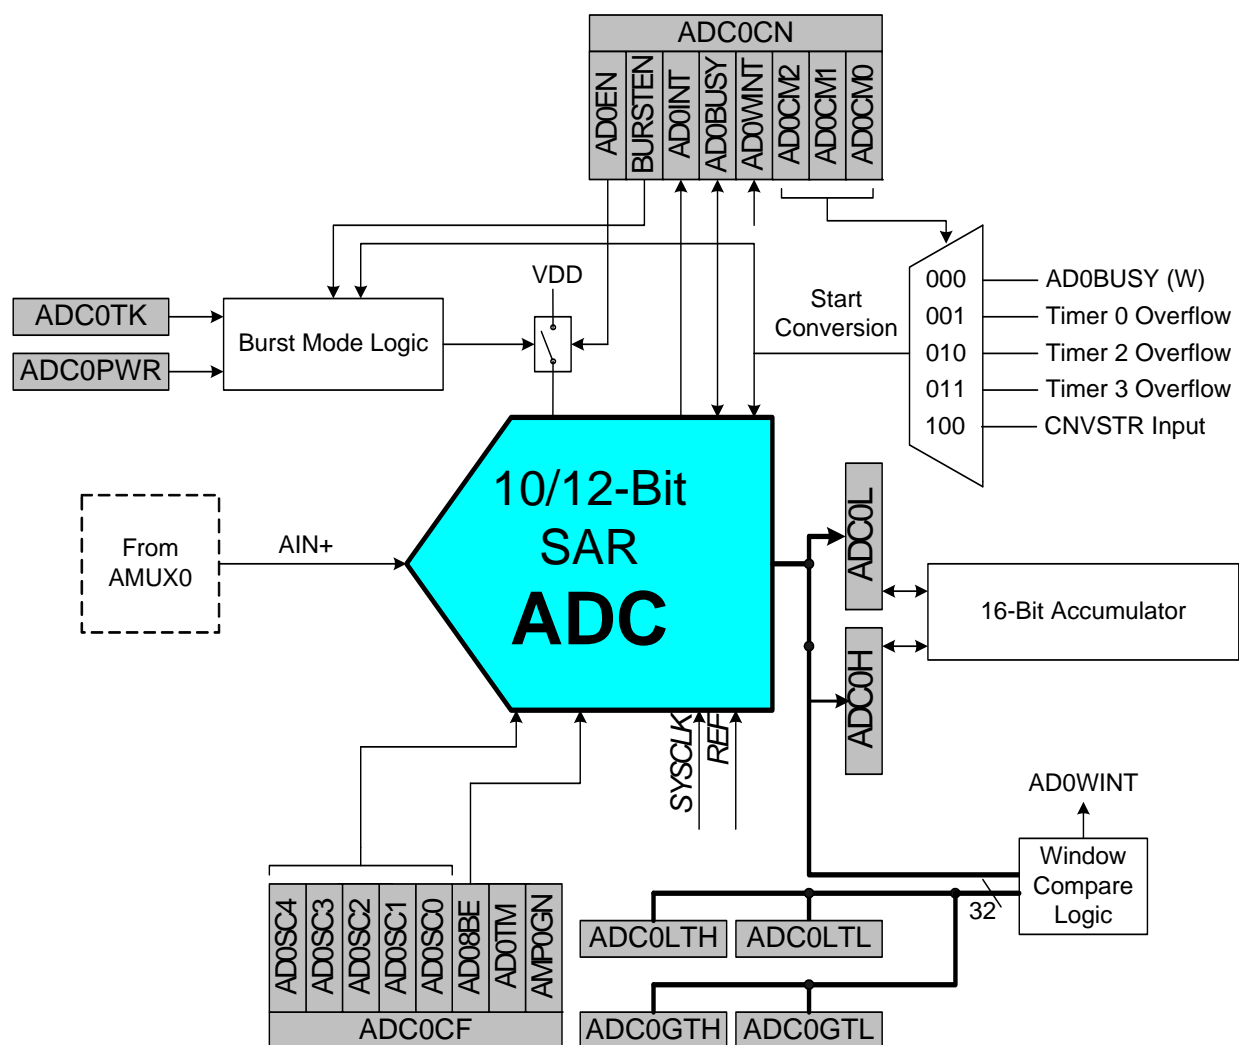 ADC0CN
AD0EN
BURSTEN
AD0INT
AD0BUSY
AD0WINT
AD0CM2
AD0CM1
AD0CM0
VDD
ADC0TK
ADC0PWR
Burst Mode Logic
Start
Conversion
000
AD0BUSY (W)
001
Timer 0 Overflow
010
Timer 2 Overflow
011
Timer 3 Overflow
100
CNVSTR Input
From
AMUX0
AIN+
10/12-Bit
SAR
ADC
ADC0L
ADC0H
16-Bit Accumulator
SYSCLK
REF
AD0WINT
Window
Compare
Logic
32
AD0SC4
AD0SC3
AD0SC2
AD0SC1
AD0SC0
AD08BE
AD0TM
AMP0GN
ADC0CF
ADC0LTH
ADC0LTL
ADC0GTH
ADC0GTL